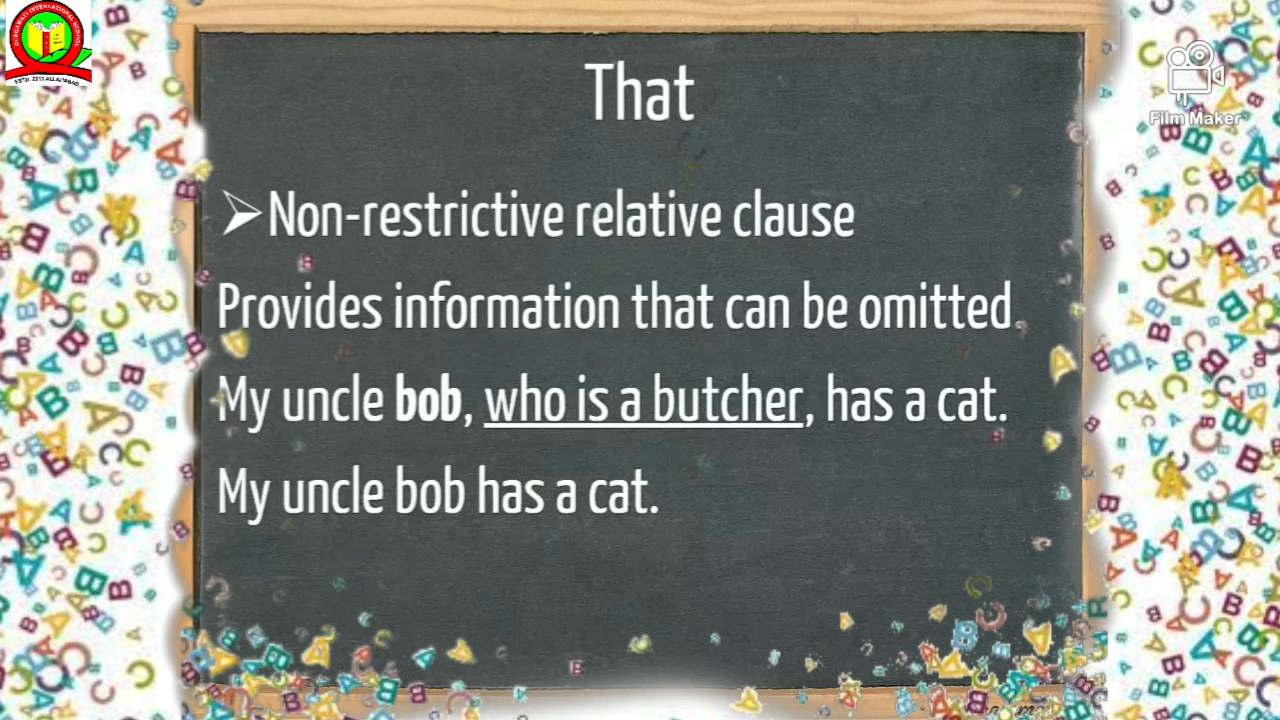 That
➢Non-restrictive relative clause
Provides information that can be omitted.
My uncle bob, who is a butcher, has a cat.
My uncle bob has a cat.
Film Maker